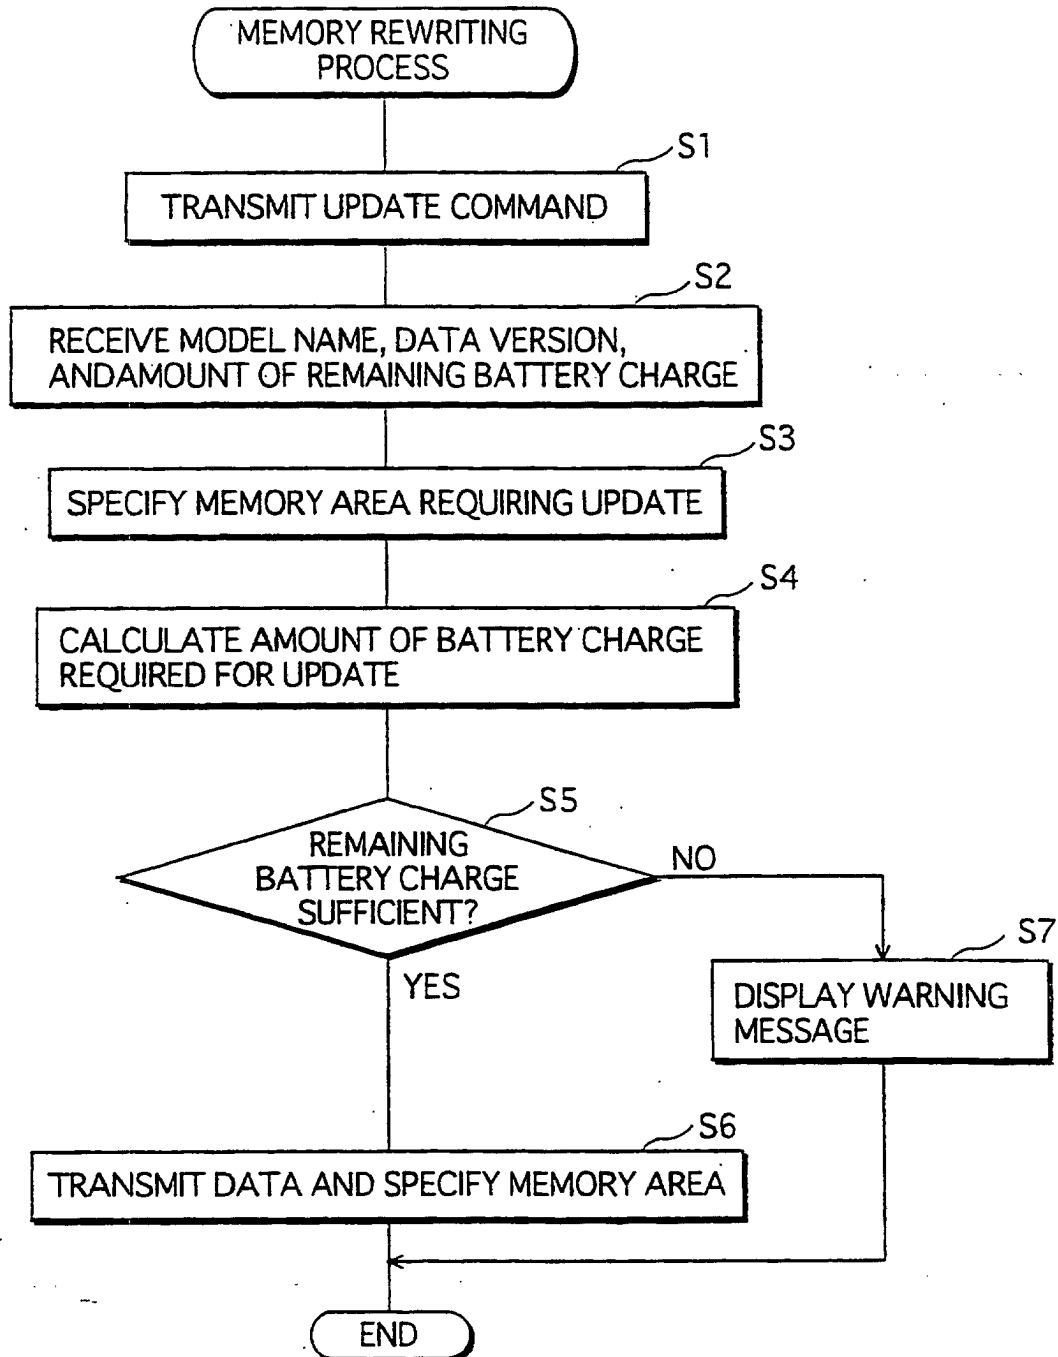 MEMORY REWRITING
PROCESS
S1
TRANSMIT UPDATE COMMAND
S2
RECEIVE MODEL NAME, DATA VERSION,
ANDAMOUNT OF REMAINING BATTERY CHARGE
S3
SPECIFY MEMORY AREA REQUIRING UPDATE
S4
CALCULATE AMOUNT OF BATTERY CHARGE
REQUIRED FOR UPDATE
S5
REMAINING
BATTERY CHARGE
SUFFICIENT?
NO
YES
S7
DISPLAY WARNING
MESSAGE
S6
TRANSMIT DATA AND SPECIFY MEMORY AREA
END